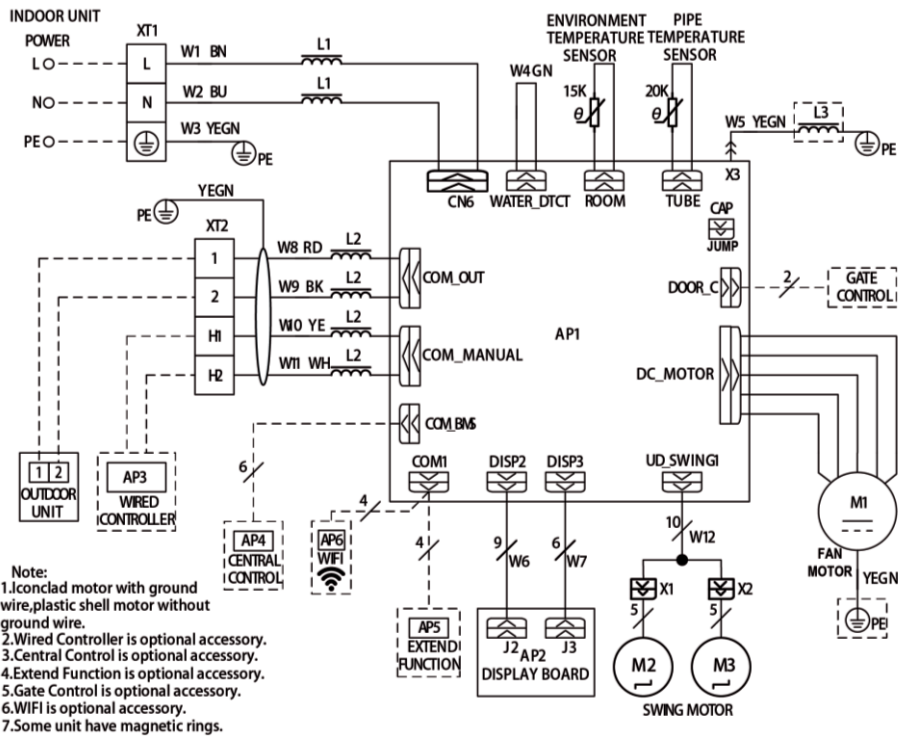 INDOOR UNIT
POWER
XT1
L
L
W1 BN
L1
N
N
W2 BU
L1
PE
W3 YEGN
PE
ENVIRONMENT
TEMPERATURE
SENSOR
PIPE
TEMPERATURE
SENSOR
W4GN
15K
θ
20K
θ
W5 YEGN
L3
PE
X3
CN6
WATER_DTCT
ROOM
TUBE
CAP
JUMP
YEGN
PE
XT2
1
W8 RD
L2
2
W9 BK
L2
COM_OUT
H1
W10 YE
L2
H2
W11 WH
L2
COM_MANUAL
AP1
DOOR_C
2
GATE
CONTROL
DC_MOTOR
COM_BMS
COM1
DISP2
DISP3
UD_SWING1
1 2
OUTDOOR
UNIT
AP3
WIRED
CONTROLLER
6
AP4
CENTRAL
CONTROL
4
AP6
WIFI
4
AP5
EXTEND
FUNCTION
9
W6
6
W7
J2
J3
AP2
DISPLAY BOARD
10
W12
X1
X2
5
5
M2
M3
SWING MOTOR
M1
FAN
MOTOR
YEGN
PE
Note:
1.Iconclad motor with ground
wire,plastic shell motor without
ground wire.
2.Wired Controller is optional accessory.
3.Central Control is optional accessory.
4.Extend Function is optional accessory.
5.Gate Control is optional accessory.
6.WIFI is optional accessory.
7.Some unit have magnetic rings.